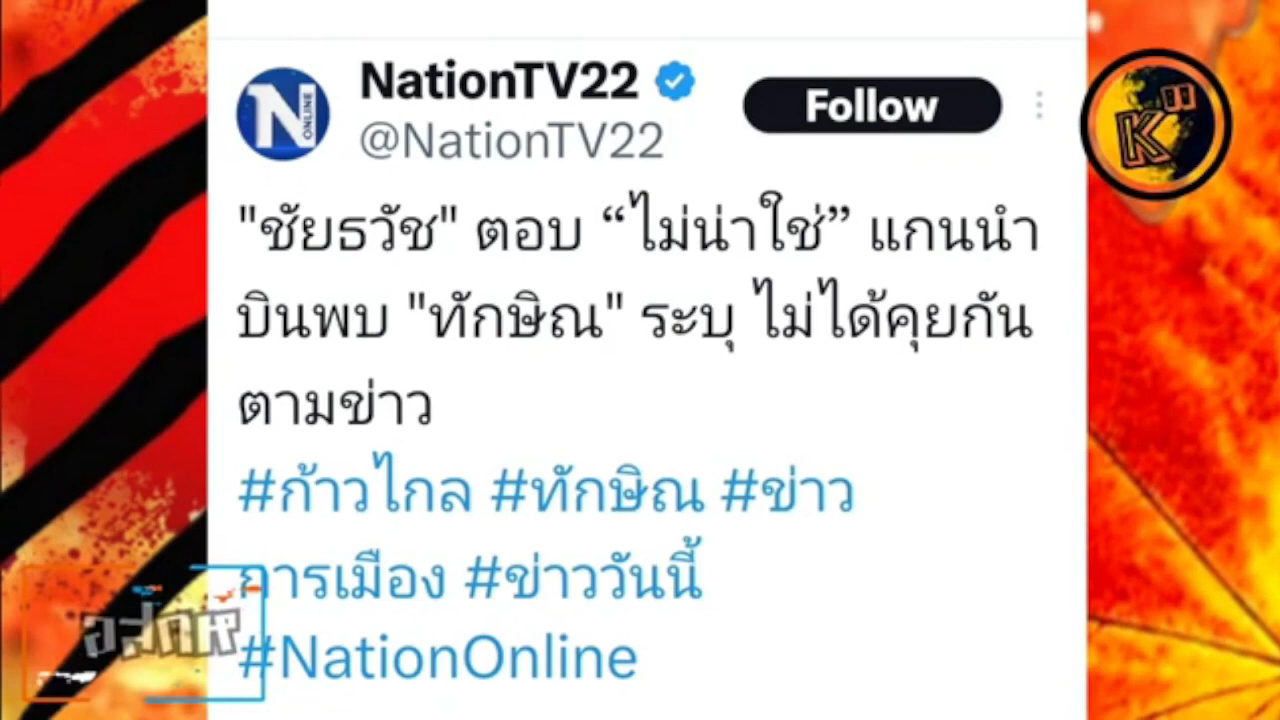 NationTV22
Follow
@NationTV22
"ชัยธวัช" ตอบ “ไม่น่าใช่” แกนนำ
บินพบ "ทักษิณ" ระบุ ไม่ได้คุยกัน
ตามข่าว
#ก้าวไกล #ทักษิณ #ข่าว
การเมือง #ข่าววันนี้
#NationOnline
N ONLINE
K"